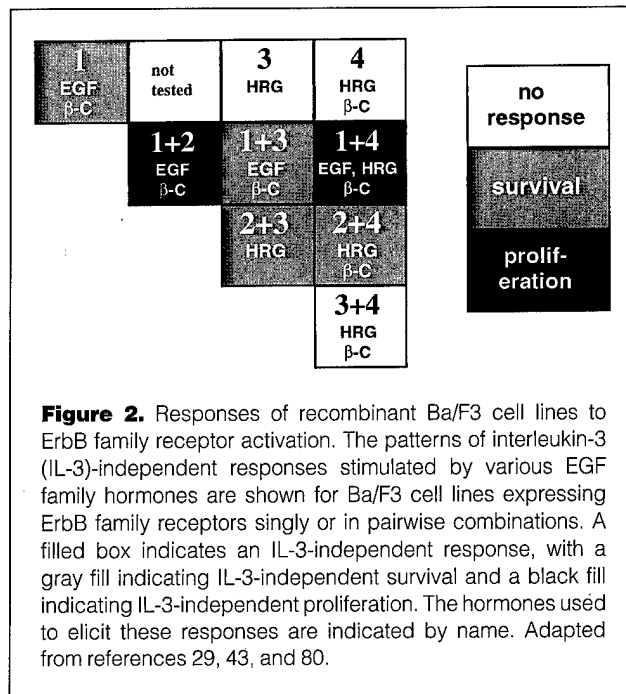 1
EGF
β-C
not
tested
3
HRG
4
HRG
β-C
1+2
EGF
β-C
1+3
EGF
β-C
1+4
EGF, HRG
β-C
2+3
HRG
2+4
HRG
β-C
3+4
HRG
β-C
no
response
survival
prolif-
eration
Figure 2. Responses of recombinant Ba/F3 cell lines to
ErbB family receptor activation. The patterns of interleukin-3
(IL-3)-independent responses stimulated by various EGF
family hormones are shown for Ba/F3 cell lines expressing
ErbB family receptors singly or in pairwise combinations. A
filled box indicates an IL-3-independent response, with a
gray fill indicating IL-3-independent survival and a black fill
indicating IL-3-independent proliferation. The hormones used
to elicit these responses are indicated by name. Adapted
from references 29, 43, and 80.